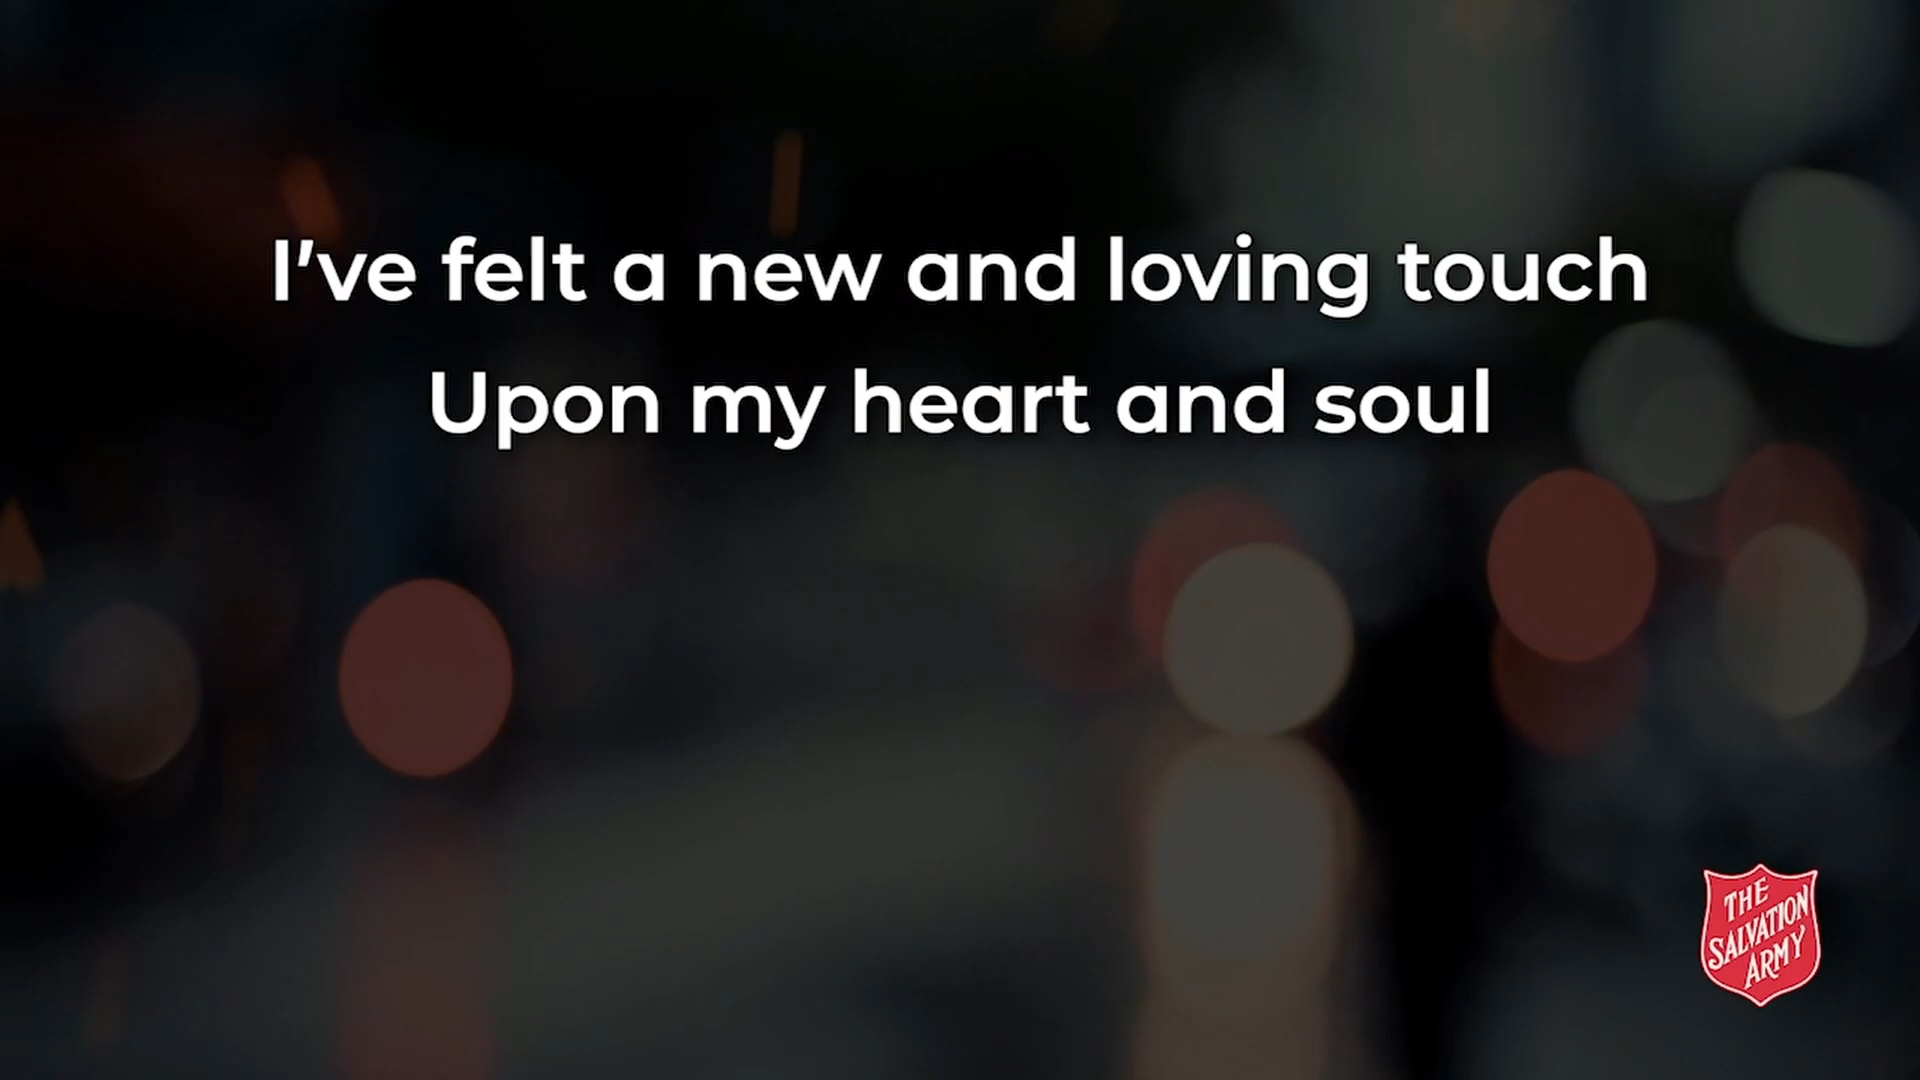 I've felt a new and loving touch
Upon my heart and soul
THE
SALVATION
ARMY